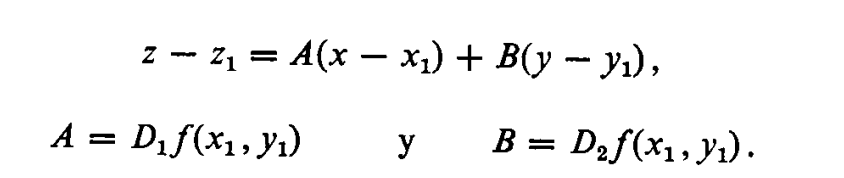 z − z₁ = A(x − x₁) + B(y − y₁),
A = D₁f(x₁, y₁) y B = D₂f(x₁, y₁).